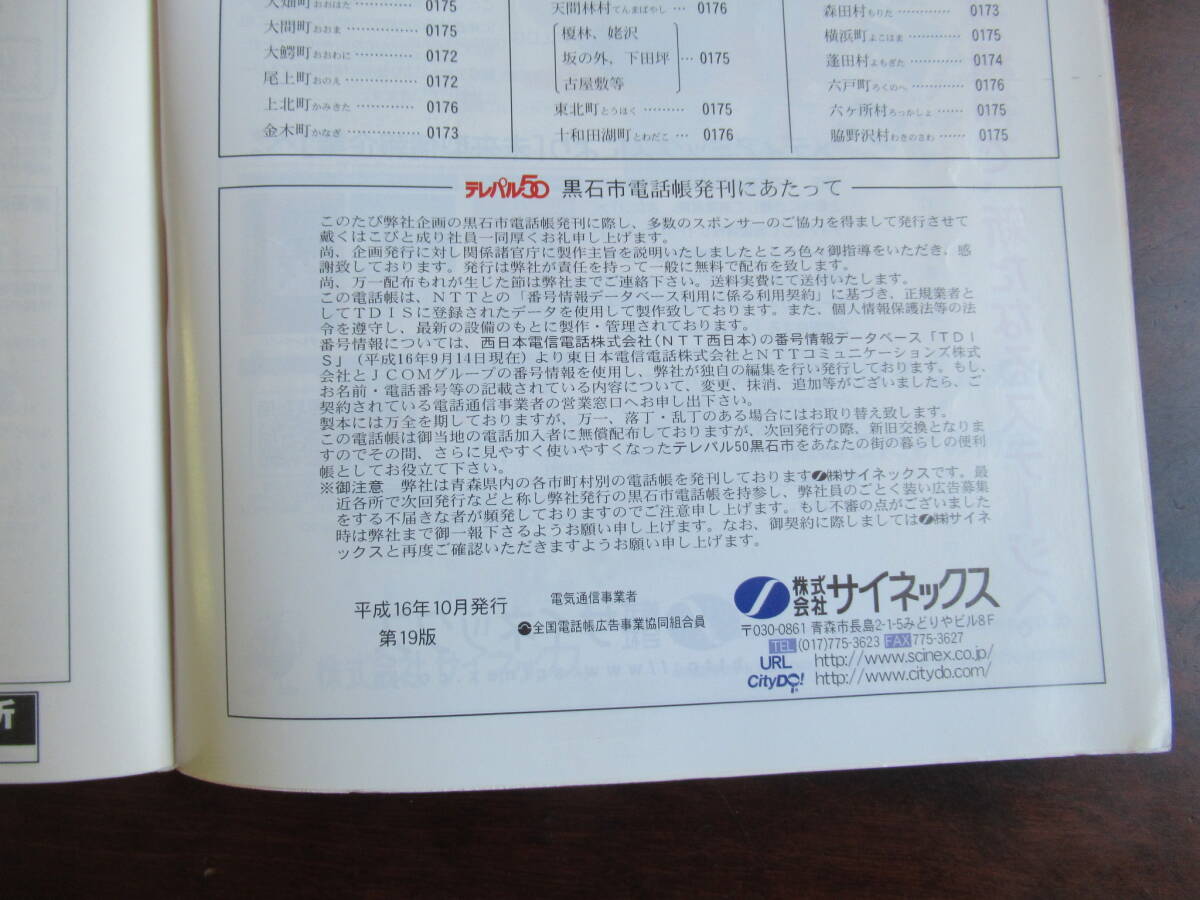 大畑町おおはた…………… 0175
大間町おおま …………… 0175
大鰐町おおわに………… 0172
尾上町おのえ…………… 0172
上北町かみきた………… 0176
金木町かなぎ…………… 0173
天間林村てんまばやし … 0176
榎林、姥沢
坂の外、下田坪 … 0175
古屋敷等
東北町とうほく ……… 0175
十和田湖町とわだこ … 0176
森田村もりた………… 0173
横浜町よこはま……… 0175
蓬田村よもぎた……… 0174
六戸町ろくのへ……… 0176
六ヶ所村ろっかしょ…… 0175
脇野沢村わきのさわ…… 0175
テレパル50 黒石市電話帳発刊にあたって
このたび弊社企画の黒石市電話帳発刊に際し、多数のスポンサーのご協力を得まして発行させて
戴くはこびと成り社員一同厚くお礼申し上げます。
尚、企画発行に対し関係諸官庁に製作主旨を説明いたしましたところ色々御指導をいただき、感
謝致しております。発行は弊社が責任を持って一般に無料で配布を致します。
尚、万一配布もれが生じた節は弊社までご連絡下さい。送料実費にて送付いたします。
この電話帳は、NTTとの「番号情報データベース利用に係る利用契約」に基づき、正規業者と
してTDISに登録されたデータを使用して製作致しております。また、個人情報保護法等の法
令を遵守し、最新の設備のもとに製作・管理されております。
番号情報については、西日本電信電話株式会社(NTT西日本)の番号情報データベース「TDI
S」(平成16年9月14日現在)より東日本電信電話株式会社とNTTコミュニケーションズ株式
会社とJCOMグループの番号情報を使用し、弊社が独自の編集を行い発行しております。もし、
お名前・電話番号等の記載されている内容について、変更、抹消、追加等がございましたら、ご
契約されている電話通信事業者の営業窓口へお申し出下さい。
製本には万全を期しておりますが、万一、落丁・乱丁のある場合にはお取り替え致します。
この電話帳は御当地の電話加入者に無償配布しておりますが、次回発行の際、新旧交換となりま
すのでその間、さらに見やすく使いやすくなったテレパル50黒石市をあなたの街の暮らしの便利
帳としてお役立て下さい。
※御注意 弊社は青森県内の各市町村別の電話帳を発刊しております㈱サイネックスです。最
近各所で次回発行などと称し弊社発行の黒石市電話帳を持参し、弊社員のごとく装い広告募集
をする不届きな者が頻発しておりますのでご注意申し上げます。もし不審の点がございました
時は弊社まで御一報下さるようお願い申し上げます。なお、御契約に際しましては㈱サイネ
ックスと再度ご確認いただきますようお願い申し上げます。
平成16年10月発行
第19版
電気通信事業者
全国電話帳広告事業協同組合員
株式会社 サイネックス
〒030-0861 青森市長島2-1-5みどりやビル8F
TEL (017)775-3623 FAX 775-3627
URL http://www.scinex.co.jp/
CityDO! http://www.citydo.com/
所